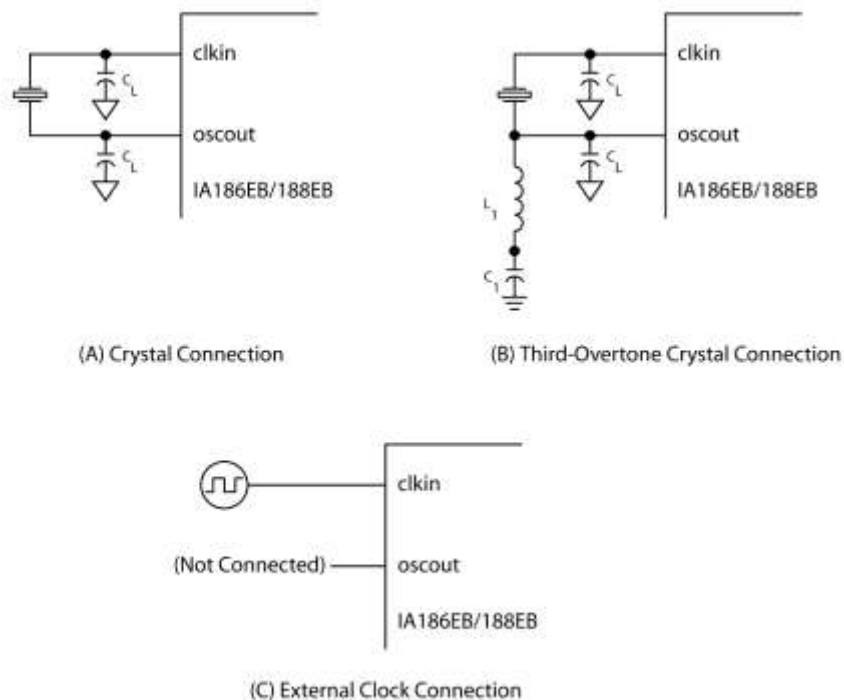 clkin
C_L
oscout
C_L
IA186EB/188EB
(A) Crystal Connection
clkin
C_L
oscout
C_L
IA186EB/188EB
L_1
C_1
(B) Third-Overtone Crystal Connection
clkin
(Not Connected)
oscout
IA186EB/188EB
(C) External Clock Connection